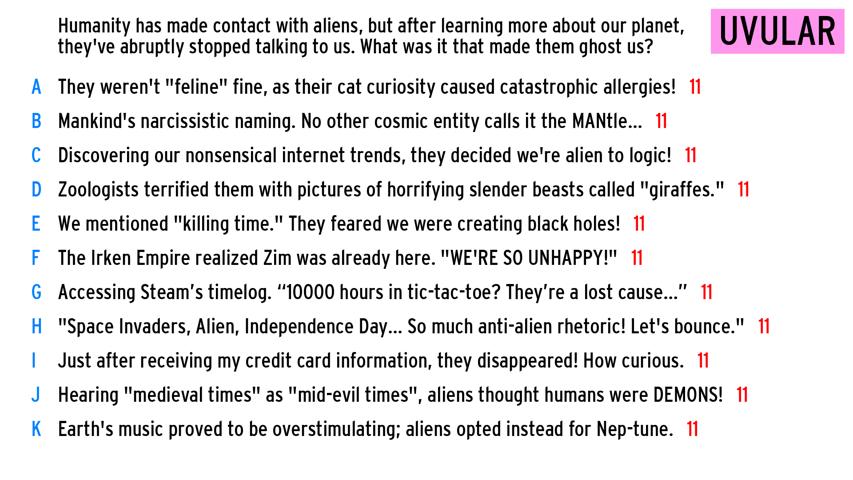 Humanity has made contact with aliens, but after learning more about our planet,
they've abruptly stopped talking to us. What was it that made them ghost us?
UVULAR
A They weren't "feline" fine, as their cat curiosity caused catastrophic allergies! 11
B Mankind's narcissistic naming. No other cosmic entity calls it the MANtle... 11
C Discovering our nonsensical internet trends, they decided we're alien to logic! 11
D Zoologists terrified them with pictures of horrifying slender beasts called "giraffes." 11
E We mentioned "killing time." They feared we were creating black holes! 11
F The Irken Empire realized Zim was already here. "WE'RE SO UNHAPPY!" 11
G Accessing Steam’s timelog. “10000 hours in tic-tac-toe? They’re a lost cause...” 11
H "Space Invaders, Alien, Independence Day... So much anti-alien rhetoric! Let's bounce." 11
I Just after receiving my credit card information, they disappeared! How curious. 11
J Hearing "medieval times" as "mid-evil times", aliens thought humans were DEMONS! 11
K Earth's music proved to be overstimulating; aliens opted instead for Nep-tune. 11